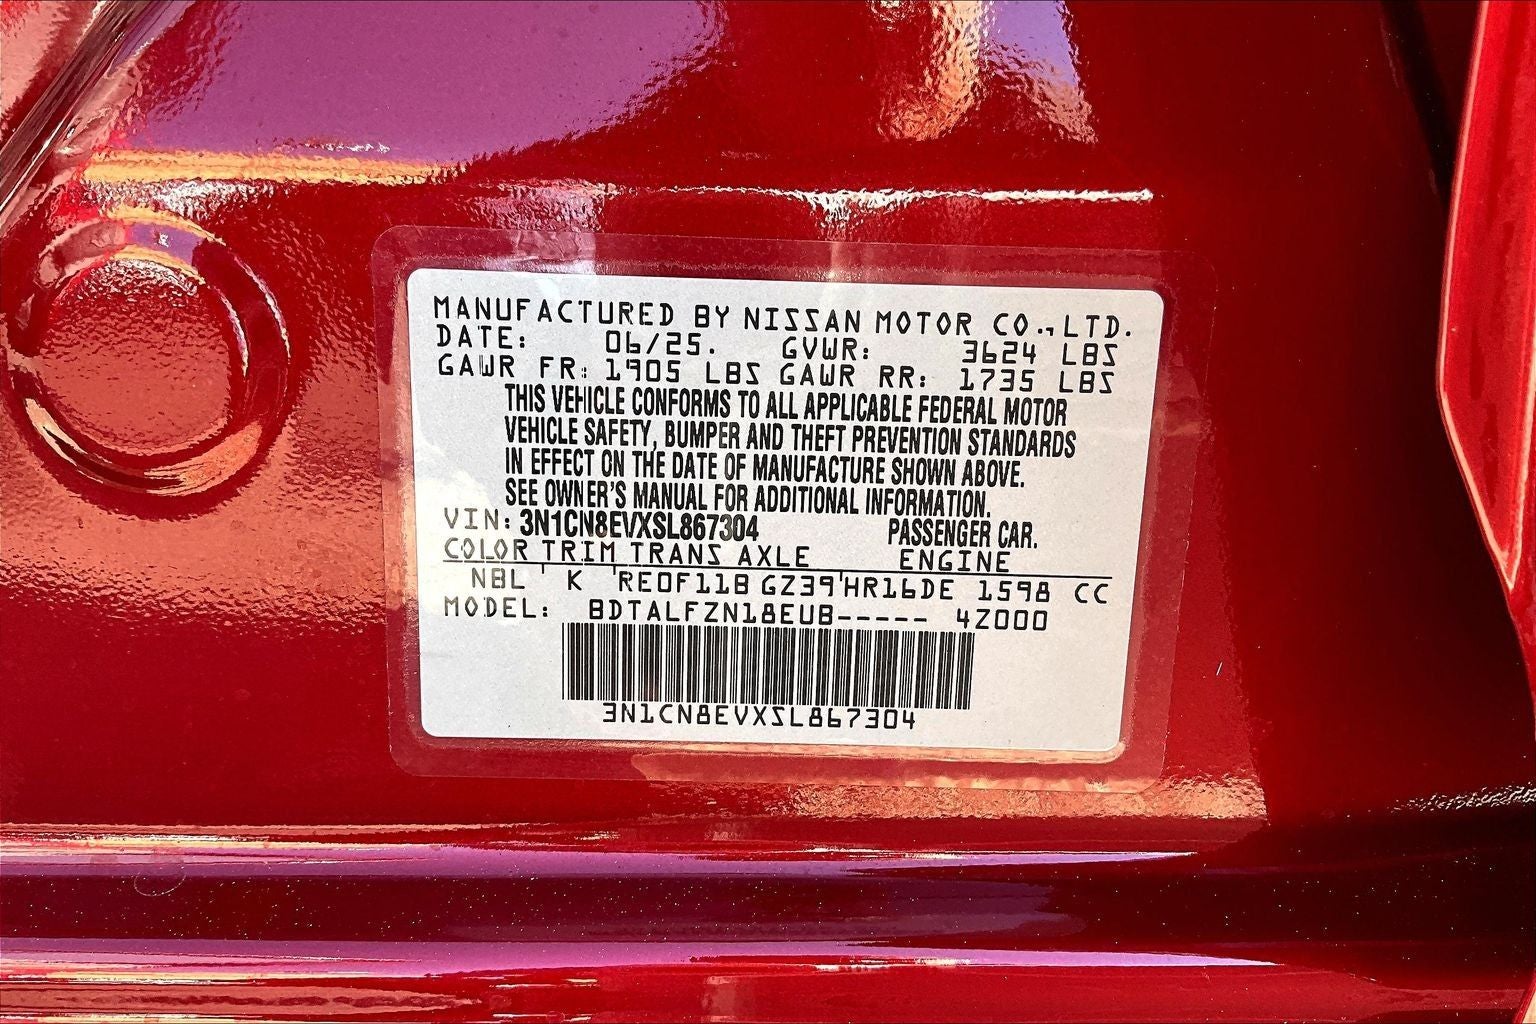 MANUFACTURED BY NISSAN MOTOR CO., LTD.
DATE: 06/25. GVWR: 3624 LBS
GAWR FR: 1905 LBS GAWR RR: 1735 LBS
THIS VEHICLE CONFORMS TO ALL APPLICABLE FEDERAL MOTOR
VEHICLE SAFETY, BUMPER AND THEFT PREVENTION STANDARDS
IN EFFECT ON THE DATE OF MANUFACTURE SHOWN ABOVE.
SEE OWNER'S MANUAL FOR ADDITIONAL INFORMATION.
VIN: 3N1CN8EVXSL867304 PASSENGER CAR.
COLOR TRIM TRANS AXLE ENGINE
NBL K RE0F11B GZ39 HR16DE 1598 CC
MODEL: BDTALFZN18EUB----- 4Z000
3N1CN8EVXSL867304